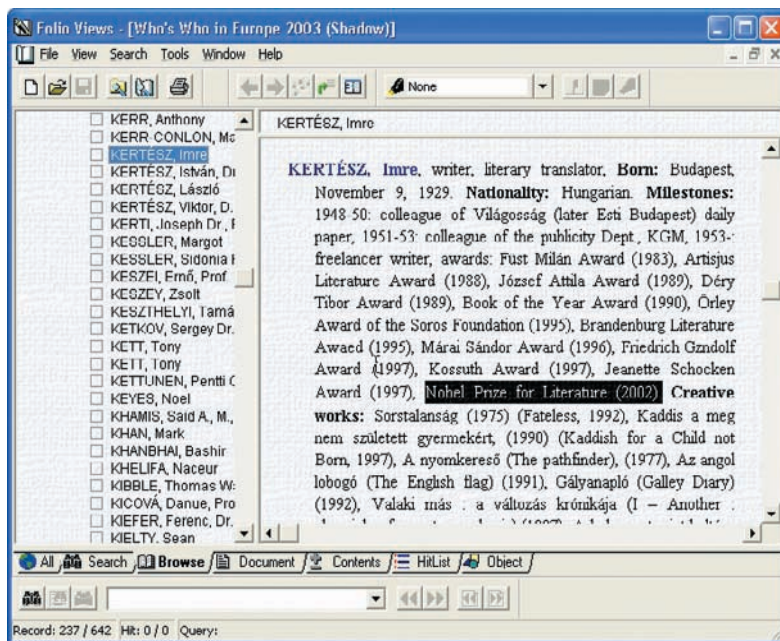 Folio Views - [Who's Who in Europe 2003 (Shadow)]
File View Search Tools Window Help
None
KERR, Anthony
KERR-CONLON, Ma
KERTÉSZ, Imre
KERTÉSZ, István, Dr
KERTÉSZ, László
KERTÉSZ, Viktor, D.
KERTI, Joseph Dr., F
KESSLER, Margot
KESSLER, Sidonia
KESZEI, Ernő, Prof.
KESZEY, Zsolt
KESZTHELYI, Tamá
KETKOV, Sergey Dr.
KETT, Tony
KETT, Tony
KETTUNEN, Pentti
KEYES, Noel
KHAMIS, Said A., M.,
KHAN, Mark
KHANBHAI, Bashir
KHELIFA, Naceur
KIBBLE, Thomas W
KICOVÁ, Danue, Pro
KIEFER, Ferenc, Dr.
KIELTY, Sean
KERTÉSZ, Imre
KERTÉSZ, Imre, writer, literary translator, Born: Budapest,
November 9, 1929. Nationality: Hungarian. Milestones:
1948-50: colleague of Világosság (later Esti Budapest) daily
paper, 1951-53: colleague of the publicity Dept., KGM, 1953-:
freelancer writer, awards: Fust Milán Award (1983), Artisjus
Literature Award (1988), József Attila Award (1989), Déry
Tibor Award (1989), Book of the Year Award (1990), Örley
Award of the Soros Foundation (1995), Brandenburg Literature
Awaed (1995), Márai Sándor Award (1996), Friedrich Gzndolf
Award (1997), Kossuth Award (1997), Jeanette Schocken
Award (1997), Nobel Prize for Literature (2002) Creative
works: Sorstalanság (1975) (Fateless, 1992), Kaddis a meg
nem született gyermekért, (1990) (Kaddish for a Child not
Born, 1997), A nyomkereső (The pathfinder), (1977), Az angol
lobogó (The English flag) (1991), Gályanapló (Galley Diary)
(1992), Valaki más : a változás krónikája (I – Another :
All Search Browse Document Contents HitList Object
Record: 237 / 642 Hit: 0 / 0 Query: